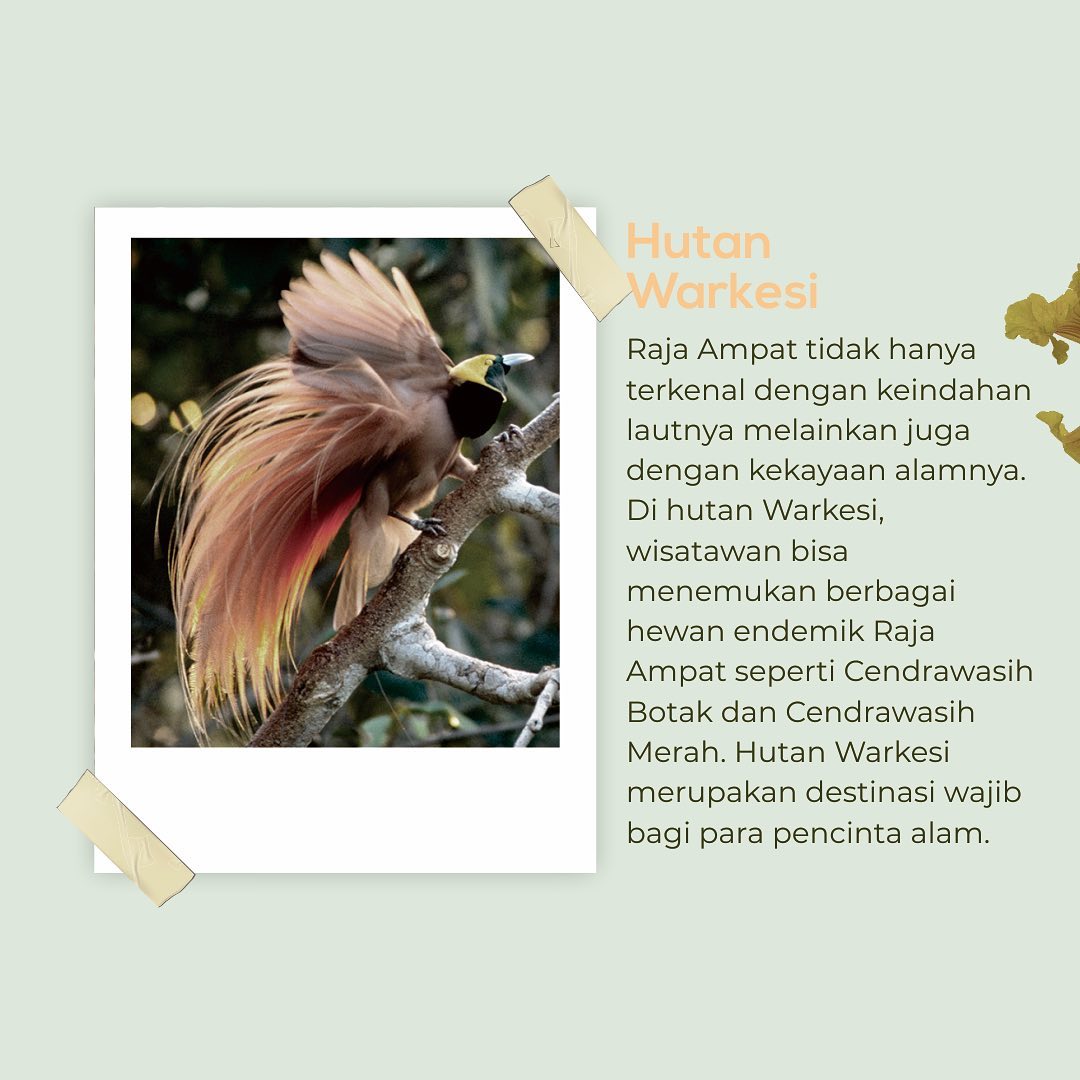 Hutan
Warkesi
Raja Ampat tidak hanya
terkenal dengan keindahan
lautnya melainkan juga
dengan kekayaan alamnya.
Di hutan Warkesi,
wisatawan bisa
menemukan berbagai
hewan endemik Raja
Ampat seperti Cendrawasih
Botak dan Cendrawasih
Merah. Hutan Warkesi
merupakan destinasi wajib
bagi para pencinta alam.